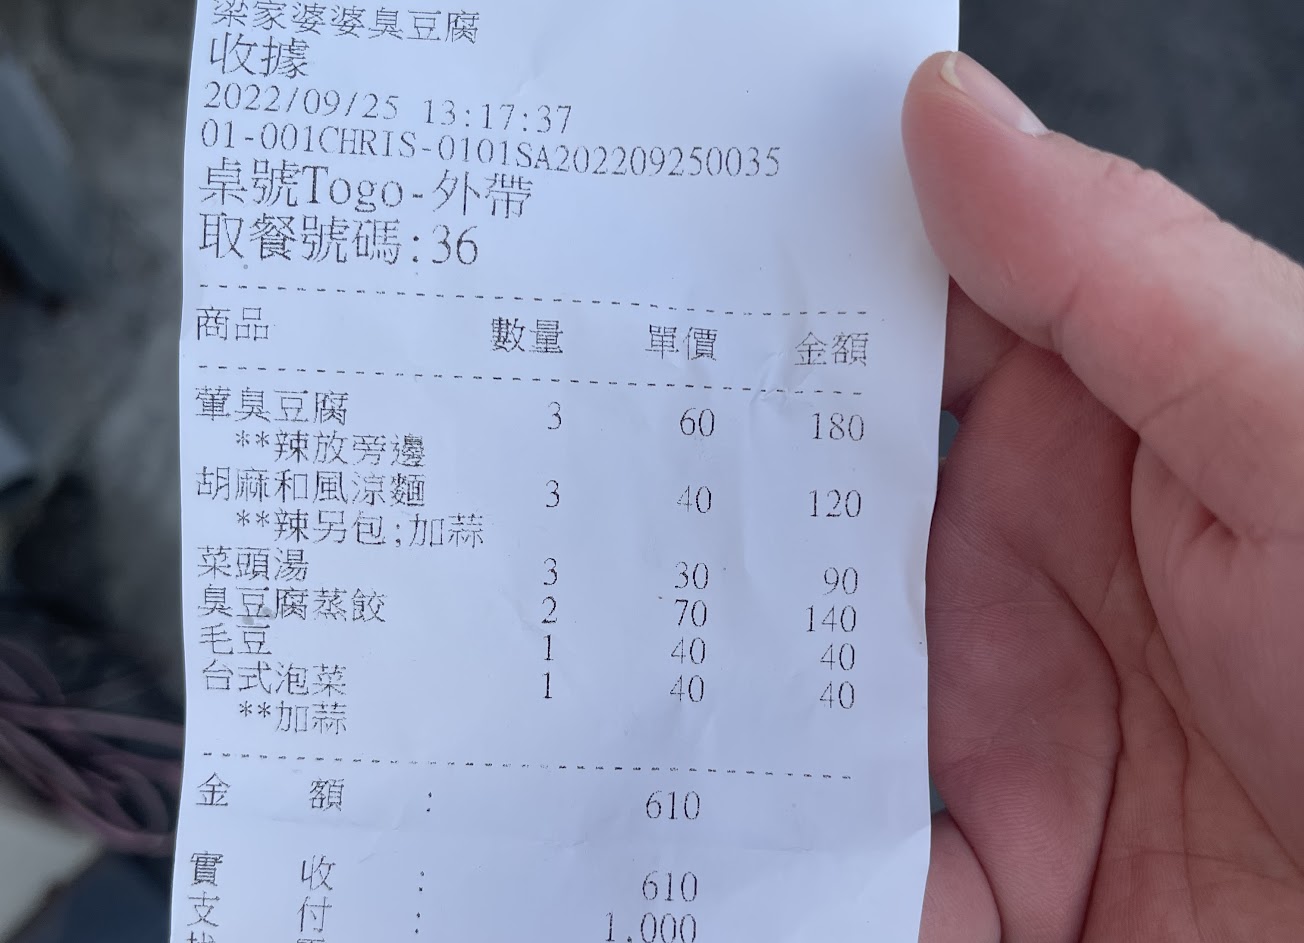 梁家婆婆臭豆腐
收據
2022/09/25 13:17:37
01-001CHRIS-0101SA202209250035
桌號Togo-外帶
取餐號碼:36
商品 數量 單價 金額
葷臭豆腐 3 60 180
**辣放旁邊
胡麻和風涼麵 3 40 120
**辣另包;加蒜
菜頭湯 3 30 90
臭豆腐蒸餃 2 70 140
毛豆 1 40 40
台式泡菜 1 40 40
**加蒜
金 額 : 610
實 收 : 610
支 付 : 1,000